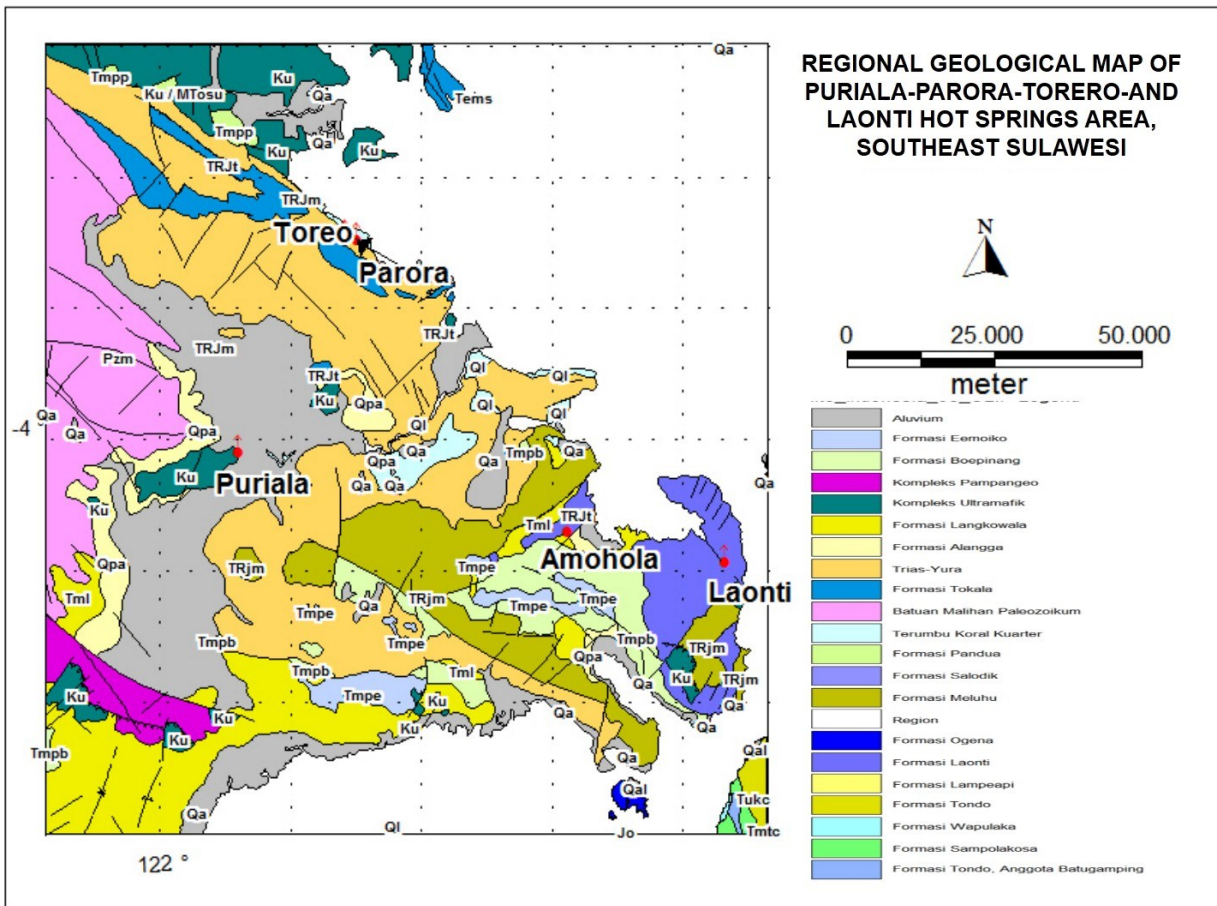 REGIONAL GEOLOGICAL MAP OF
PURIALA-PARORA-TORERO-AND
LAONTI HOT SPRINGS AREA,
SOUTHEAST SULAWESI
N
0 25.000 50.000
meter
Aluvium
Formasi Eemoiko
Formasi Boepinang
Kompleks Pampangeo
Kompleks Ultramafik
Formasi Langkowala
Formasi Alangga
Trias-Yura
Formasi Tokala
Batuan Malihan Paleozoikum
Terumbu Koral Kuarter
Formasi Pandua
Formasi Salodik
Formasi Meluhu
Region
Formasi Ogena
Formasi Laonti
Formasi Lampeapi
Formasi Tondo
Formasi Wapulaka
Formasi Sampolakosa
Formasi Tondo, Anggota Batugamping
Qa
Tmpp
Ku
Ku / MTosu
Qa
Tems
Tmpp
Qa
Ku
Ku
TRJt
TRJm
Toreo
Parora
TRJt
TRJm
Pzm
TRJt
Ku
Ql
Ql
Qpa
Ql
Ql
Qa
-4 °
Qa
Qpa
Qa
Qpa
Qa
Tmpb
Qa
Qa
Qa
Qa
Ku
Puriala
Ku
Tml
TRJt
Qpa
TRjm
Tmpe
Amohola
Laonti
Tml
Qa
TRjm
Tmpe
Tmpe
Tmpe
Tmpe
Tmpb
Tmpb
TRjm
Tmpb
Tml
Qpa
Qa
Ku
TRjm
Ku
Tmpe
Ku
Qa
Ku
Ku
Ku
Qa
Qa
Tmpb
Qa
Qal
Qa
Qal
Tukc
Ql
Jo
Tmtc
122 °